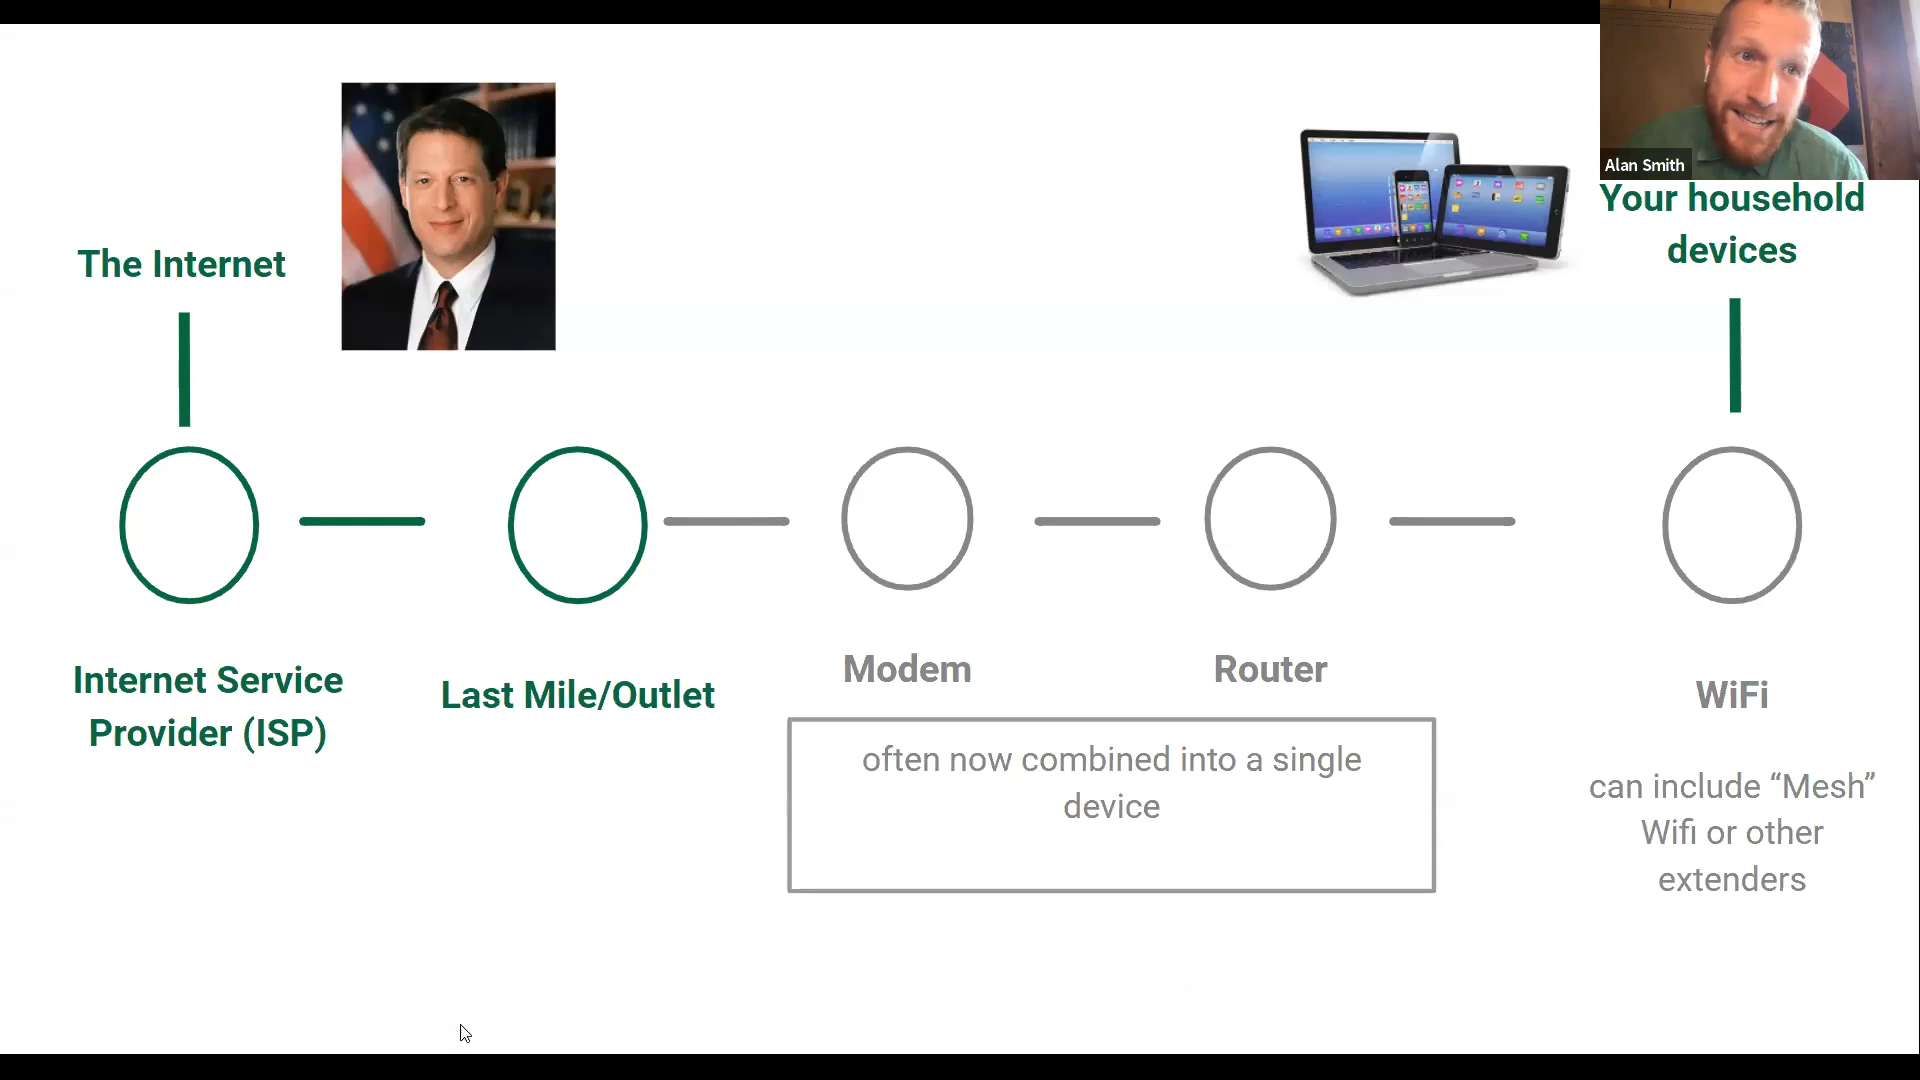 Alan Smith
The Internet
Your household
devices
Internet Service
Provider (ISP)
Last Mile/Outlet
Modem
Router
often now combined into a single
device
WiFi
can include “Mesh”
Wifi or other
extenders